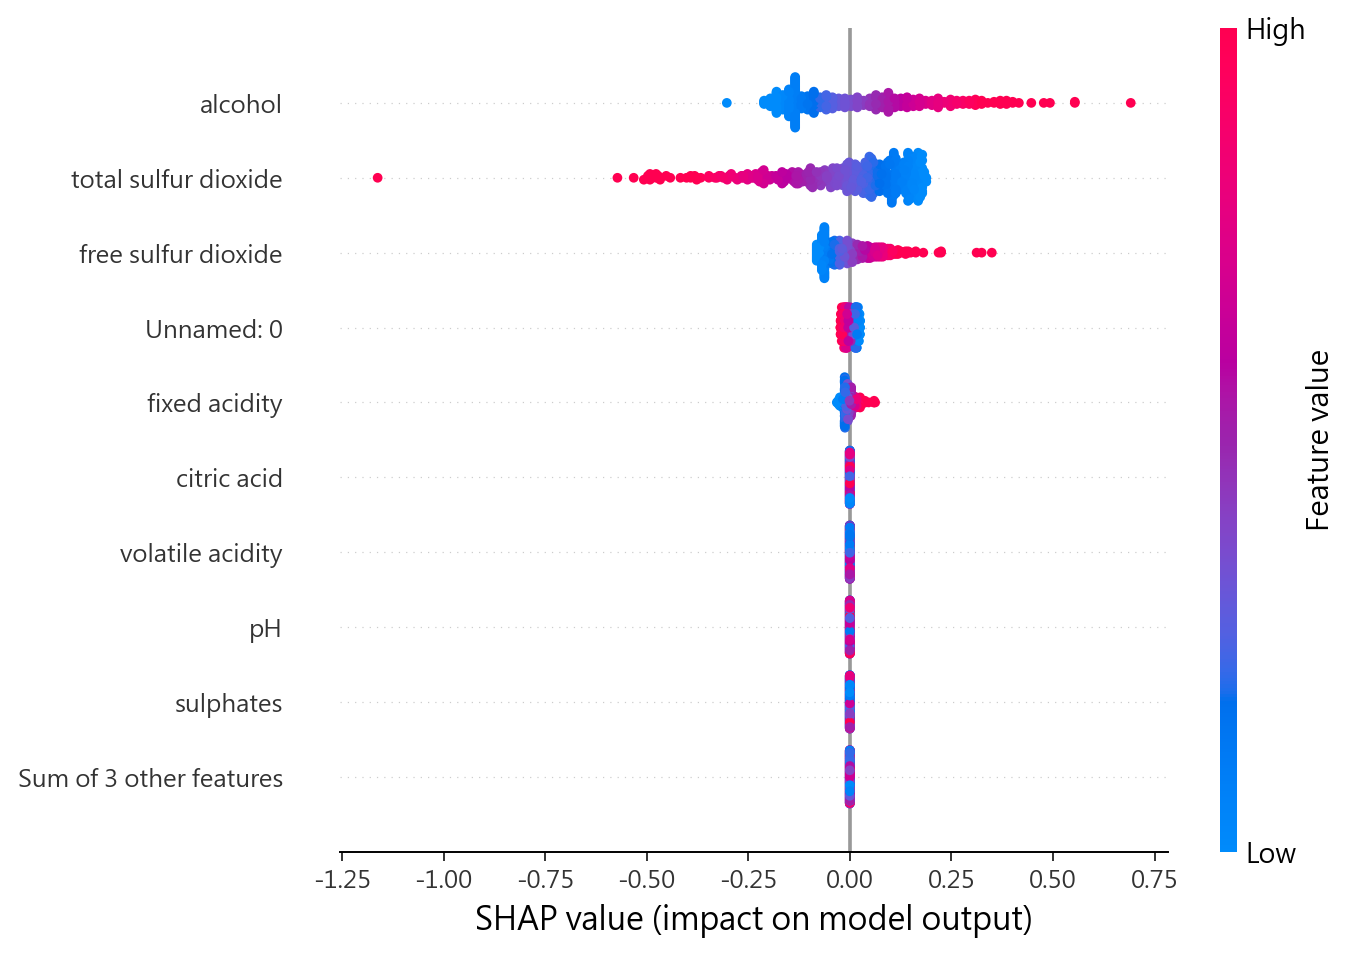 High
alcohol
total sulfur dioxide
free sulfur dioxide
Unnamed: 0
fixed acidity
citric acid
volatile acidity
pH
sulphates
Sum of 3 other features
Low
Feature value
-1.25 -1.00 -0.75 -0.50 -0.25 0.00 0.25 0.50 0.75
SHAP value (impact on model output)